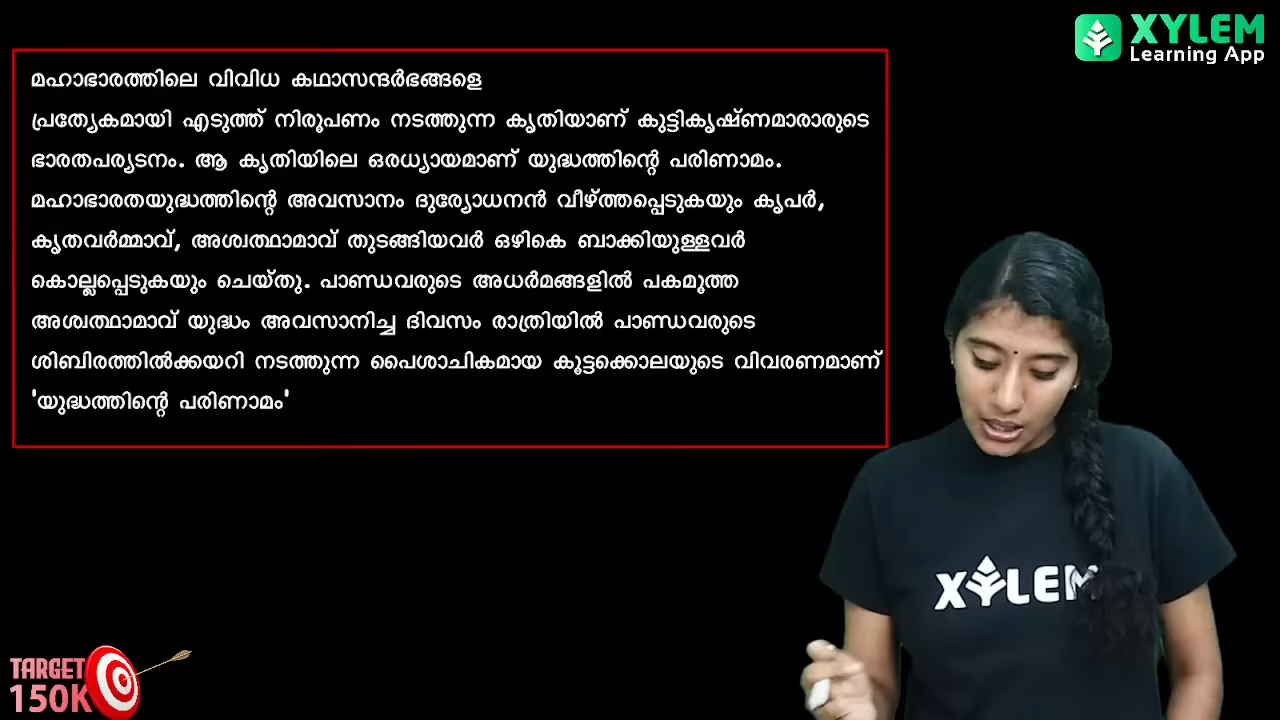 XYLEM
Learning App
മഹാഭാരത്തിലെ വിവിധ കഥാസന്ദർഭങ്ങളെ
പ്രത്യേകമായി എടുത്ത് നിരൂപണം നടത്തുന്ന കൃതിയാണ് കുട്ടികൃഷ്ണമാരാരുടെ
ഭാരതപര്യടനം. ആ കൃതിയിലെ ഒരധ്യായമാണ് യുദ്ധത്തിന്റെ പരിണാമം.
മഹാഭാരതയുദ്ധത്തിന്റെ അവസാനം ദുര്യോധനൻ വീഴ്ത്തപ്പെടുകയും കൃപർ,
കൃതവർമ്മാവ്, അശ്വത്ഥാമാവ് തുടങ്ങിയവർ ഒഴികെ ബാക്കിയുള്ളവർ
കൊല്ലപ്പെടുകയും ചെയ്തു. പാണ്ഡവരുടെ അധർമങ്ങളിൽ പകമൂത്ത
അശ്വത്ഥാമാവ് യുദ്ധം അവസാനിച്ച ദിവസം രാത്രിയിൽ പാണ്ഡവരുടെ
ശിബിരത്തിൽക്കയറി നടത്തുന്ന പൈശാചികമായ കൂട്ടക്കൊലയുടെ വിവരണമാണ്
'യുദ്ധത്തിന്റെ പരിണാമം'
XYLEM
TARGET
150K